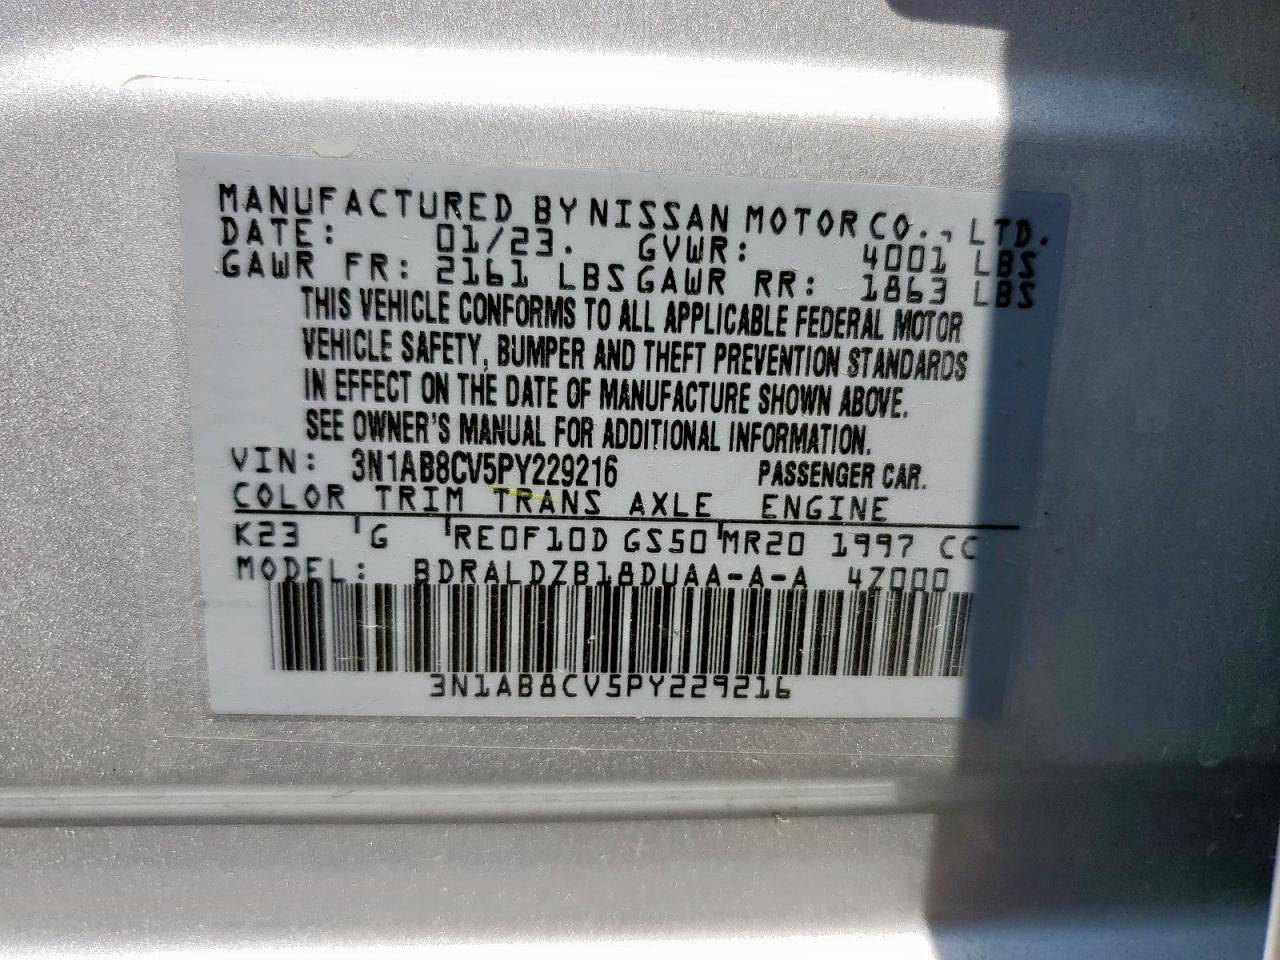 MANUFACTURED BY NISSAN MOTOR CO., LTD.
DATE: 01/23. GVWR: 4001 LBS
GAWR FR: 2161 LBS GAWR RR: 1863 LBS
THIS VEHICLE CONFORMS TO ALL APPLICABLE FEDERAL MOTOR
VEHICLE SAFETY, BUMPER AND THEFT PREVENTION STANDARDS
IN EFFECT ON THE DATE OF MANUFACTURE SHOWN ABOVE.
SEE OWNER'S MANUAL FOR ADDITIONAL INFORMATION.
VIN: 3N1AB8CV5PY229216 PASSENGER CAR.
COLOR TRIM TRANS AXLE ENGINE
K23 G RE0F10D GS50 MR20 1997 CC
MODEL: BDRALDZB18DUAA-A-A 4Z000
3N1AB8CV5PY229216